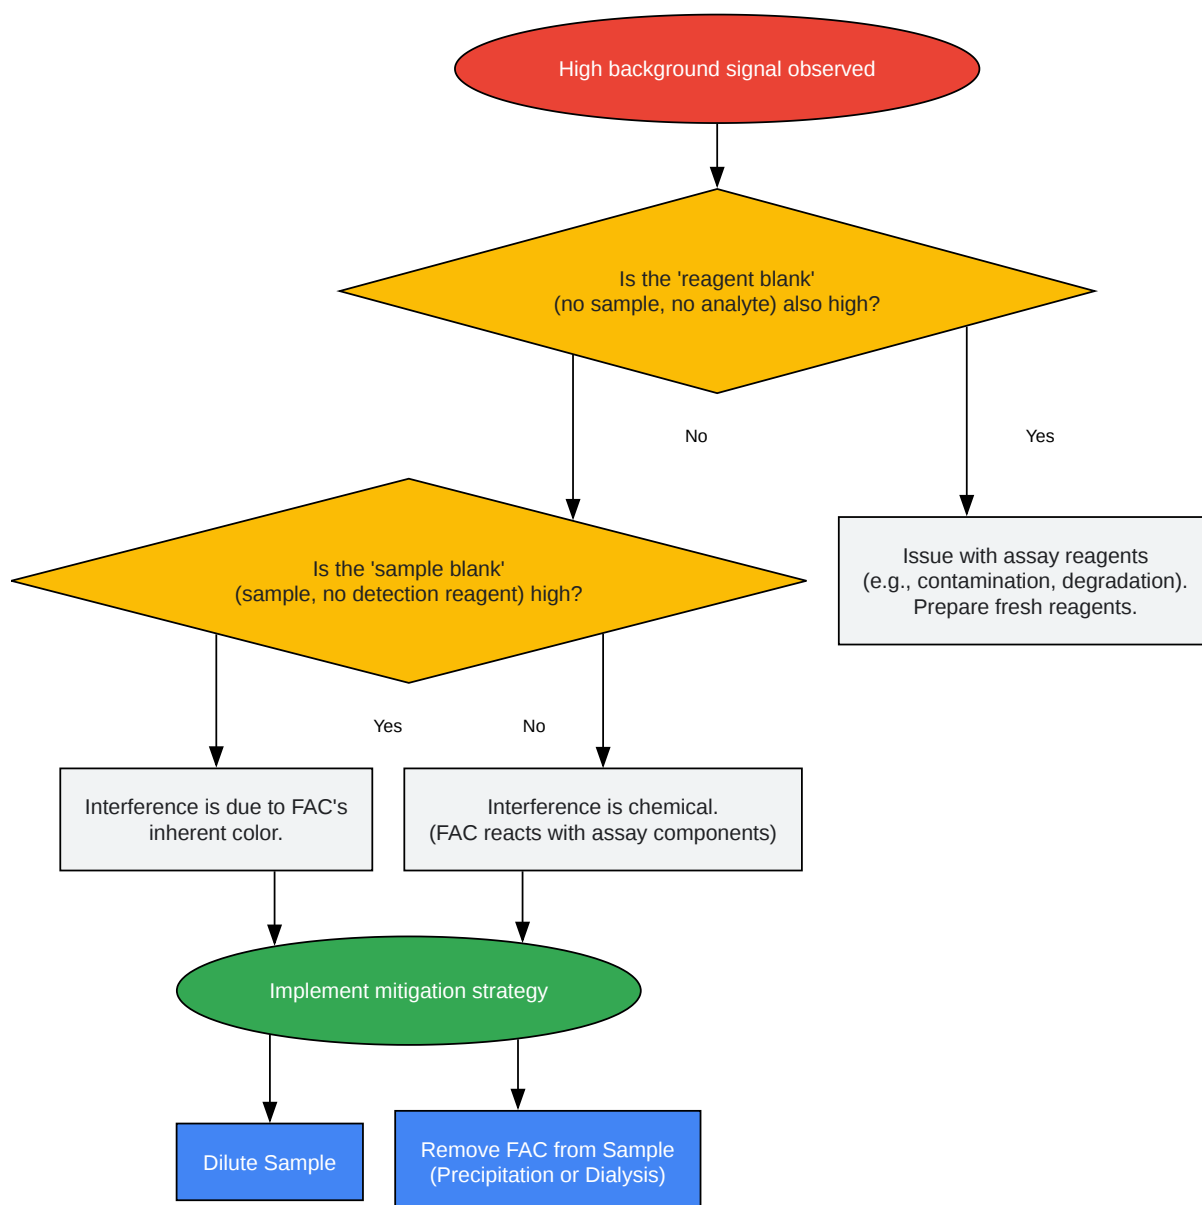 High background signal observed
Is the 'reagent blank'
(no sample, no analyte) also high?
No
Yes
Is the 'sample blank'
(sample, no detection reagent) high?
Issue with assay reagents
(e.g., contamination, degradation).
Prepare fresh reagents.
Yes
No
Interference is due to FAC's
inherent color.
Interference is chemical.
(FAC reacts with assay components)
Implement mitigation strategy
Dilute Sample
Remove FAC from Sample
(Precipitation or Dialysis)